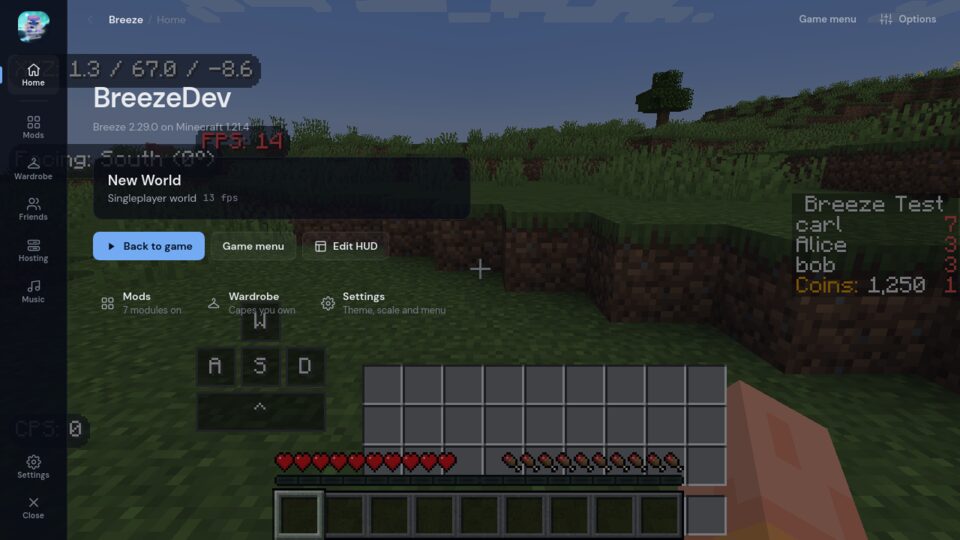 Breeze / Home
Game menu
Options
Home
1.3 / 67.0 / -8.6
BreezeDev
Breeze 2.29.0 on Minecraft 1.21.4
FPS: 14
Mods
Facing: South (0°)
Wardrobe
New World
Singleplayer world 13 fps
Friends
Breeze Test
carl 7
Alice 3
bob 3
Coins: 1,250 1
Back to game
Game menu
Edit HUD
Hosting
Music
Mods
7 modules on
Wardrobe
Capes you own
Settings
Theme, scale and menu
W
A S D
^
CPS: 0
Settings
Close